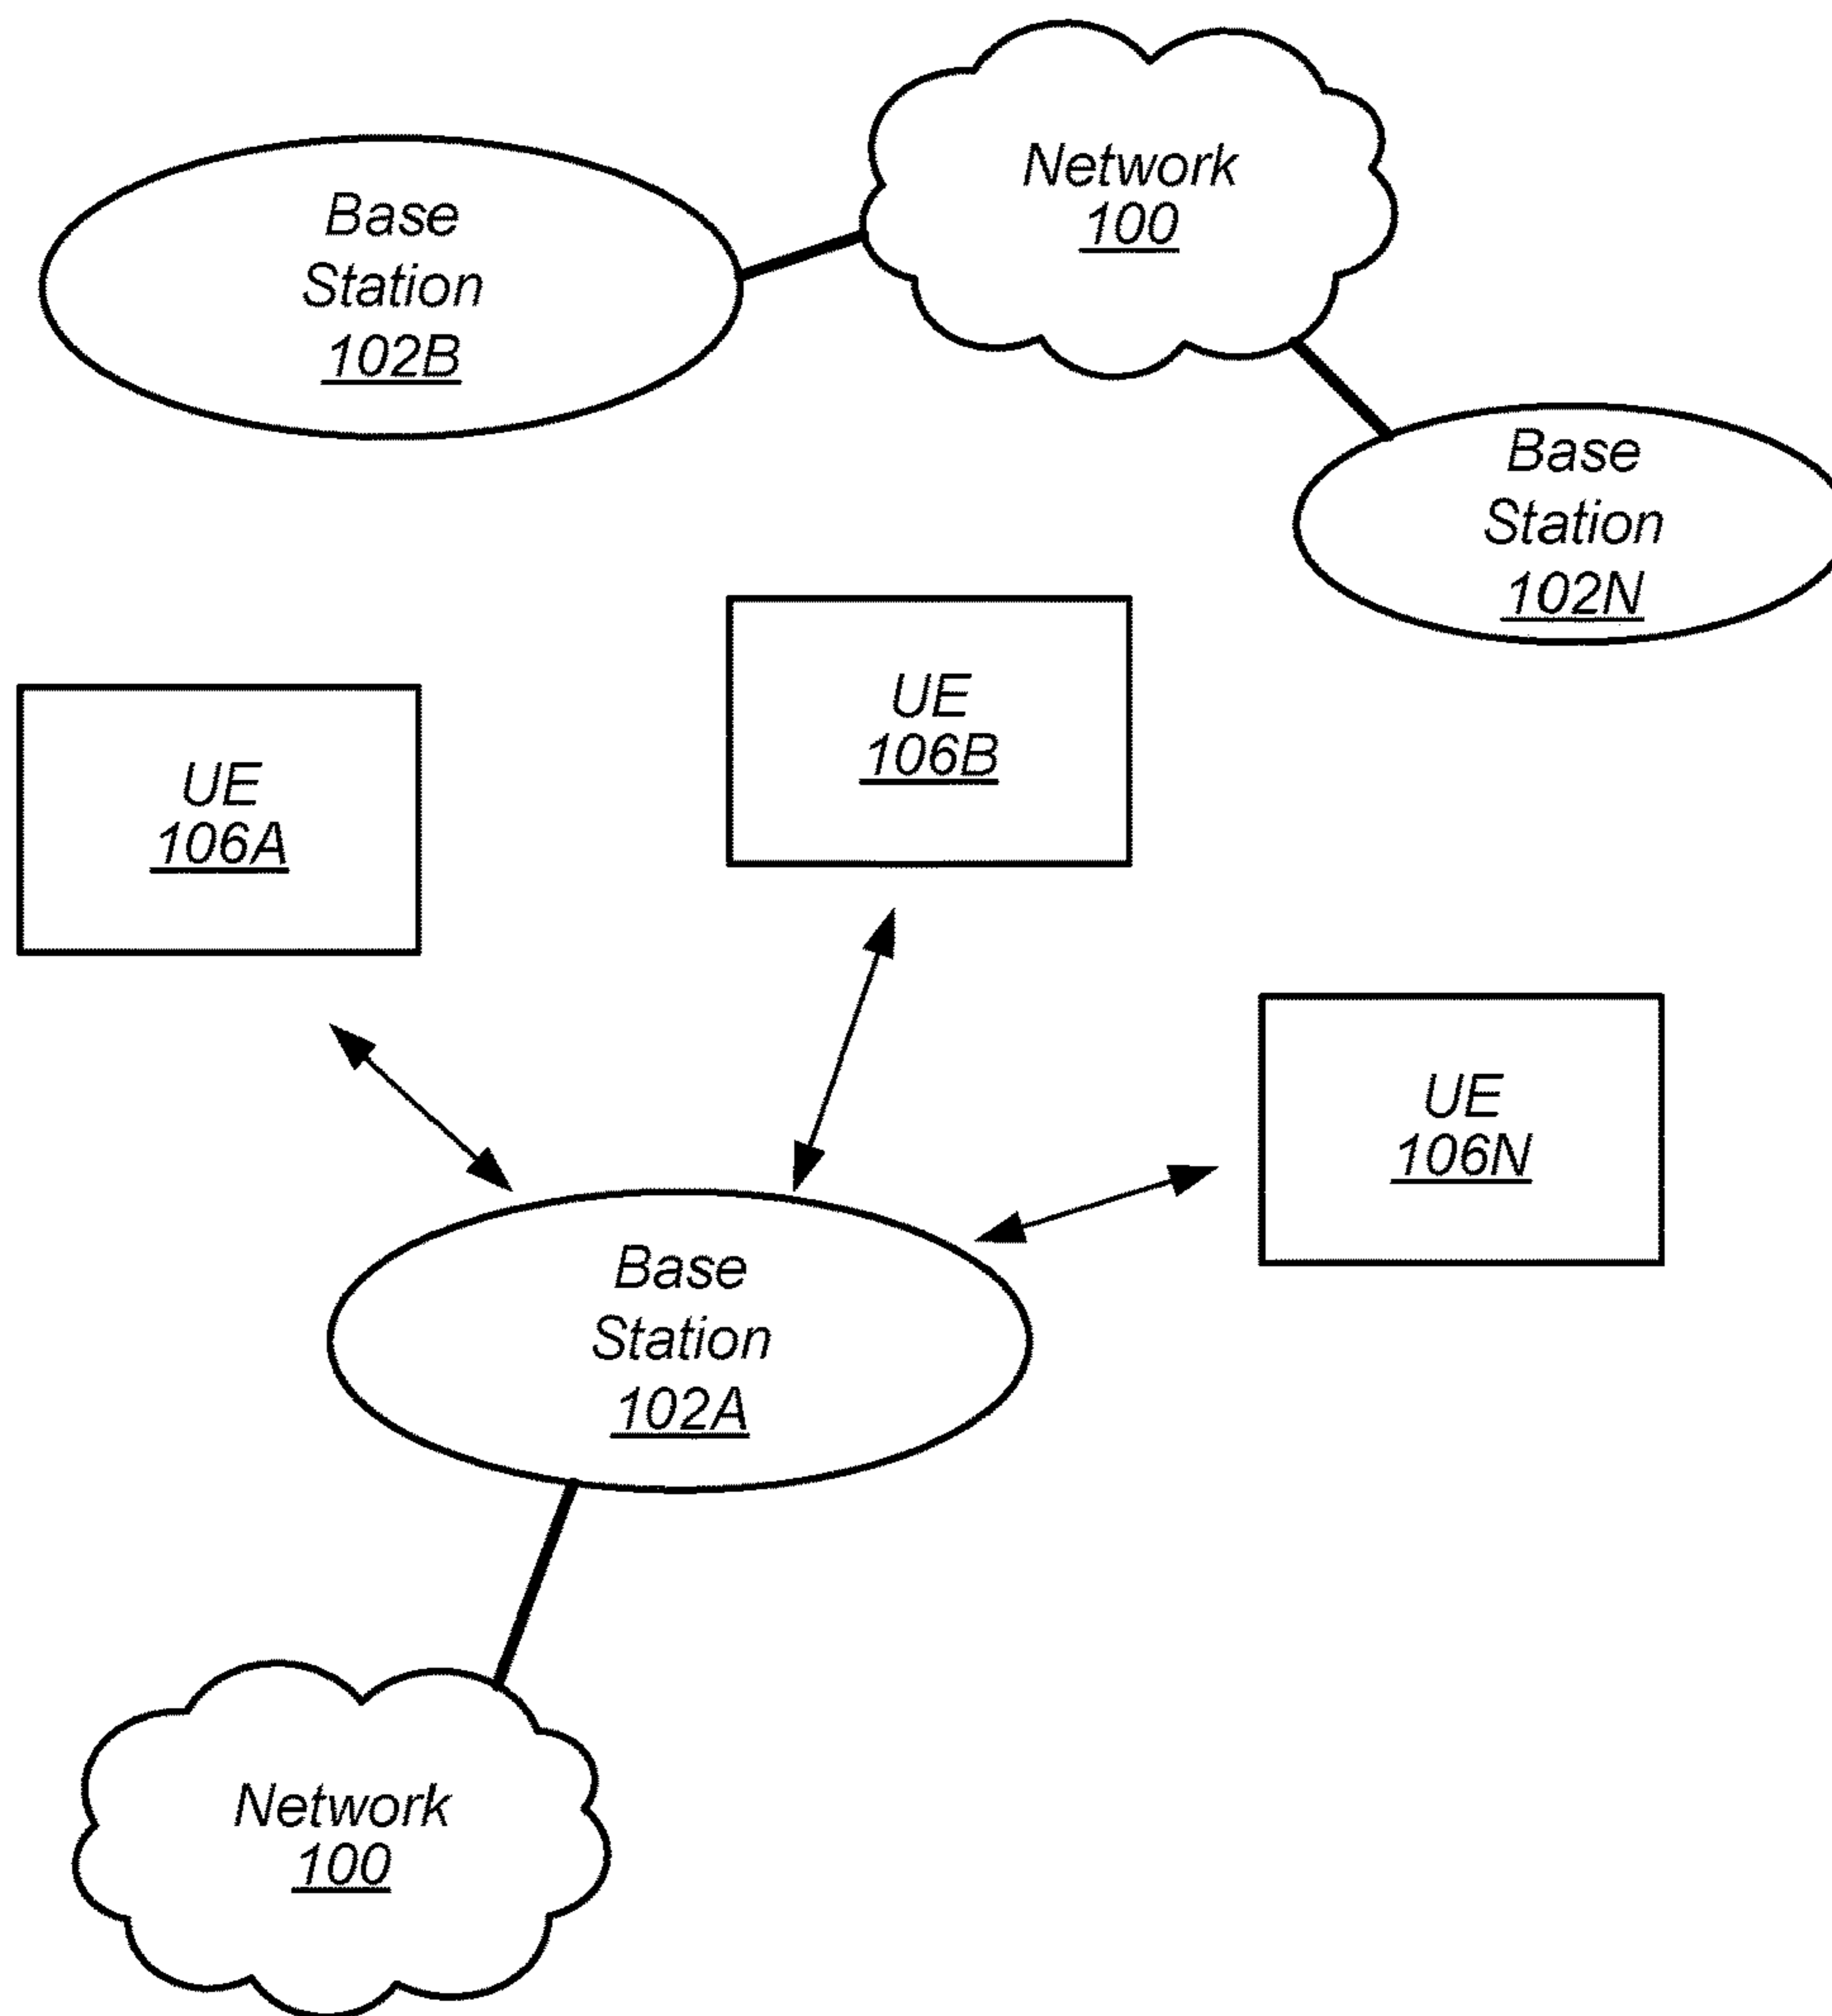 Network
100
Base
Station
102B
Base
Station
102N
UE
106B
UE
106A
UE
106N
Base
Station
102A
Network
100